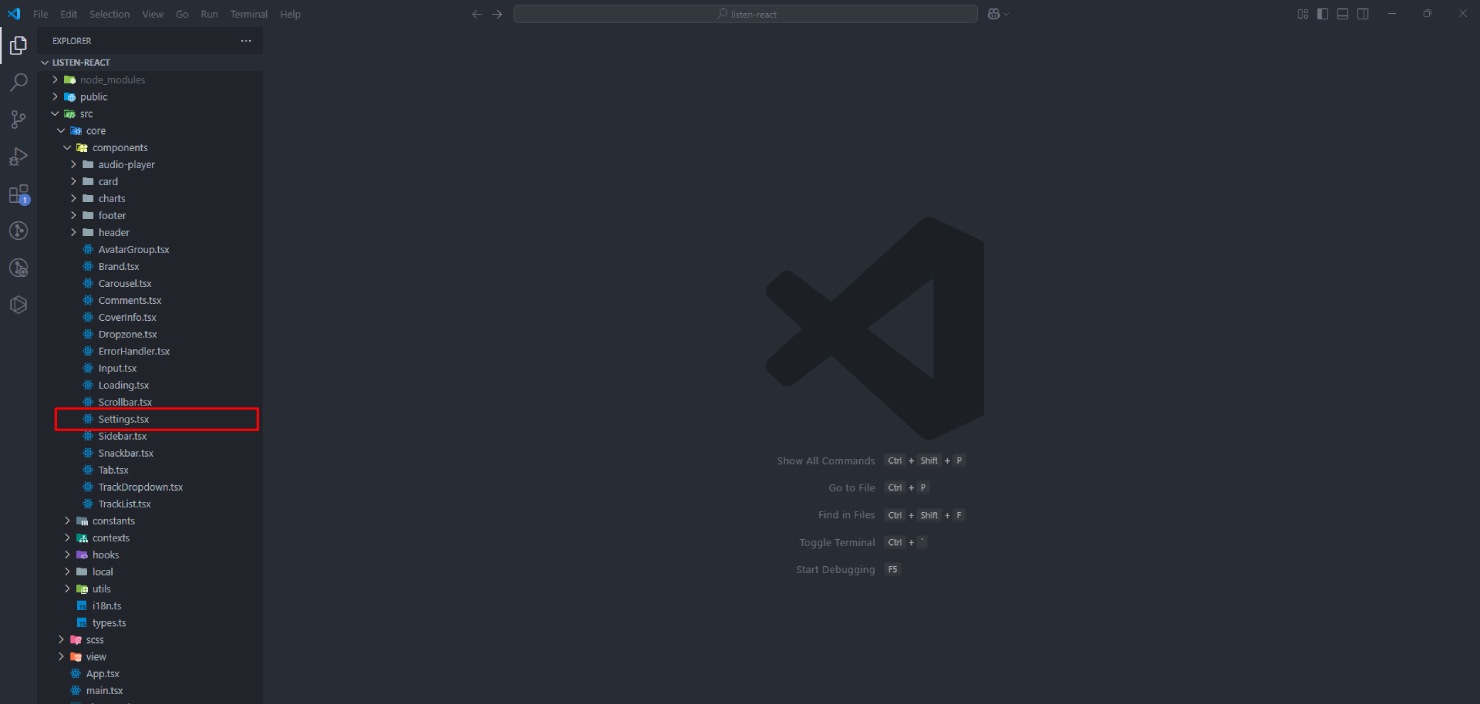 File Edit Selection View Go Run Terminal Help
listen-react
EXPLORER
LISTEN-REACT
node_modules
public
src
core
components
audio-player
card
charts
footer
header
AvatarGroup.tsx
Brand.tsx
Carousel.tsx
Comments.tsx
CoverInfo.tsx
Dropzone.tsx
ErrorHandler.tsx
Input.tsx
Loading.tsx
Scrollbar.tsx
Settings.tsx
Sidebar.tsx
Snackbar.tsx
Tab.tsx
TrackDropdown.tsx
TrackList.tsx
constants
contexts
hooks
local
utils
i18n.ts
types.ts
scss
view
App.tsx
main.tsx
1
Show All Commands Ctrl + Shift + P
Go to File Ctrl + P
Find in Files Ctrl + Shift + F
Toggle Terminal Ctrl + `
Start Debugging F5